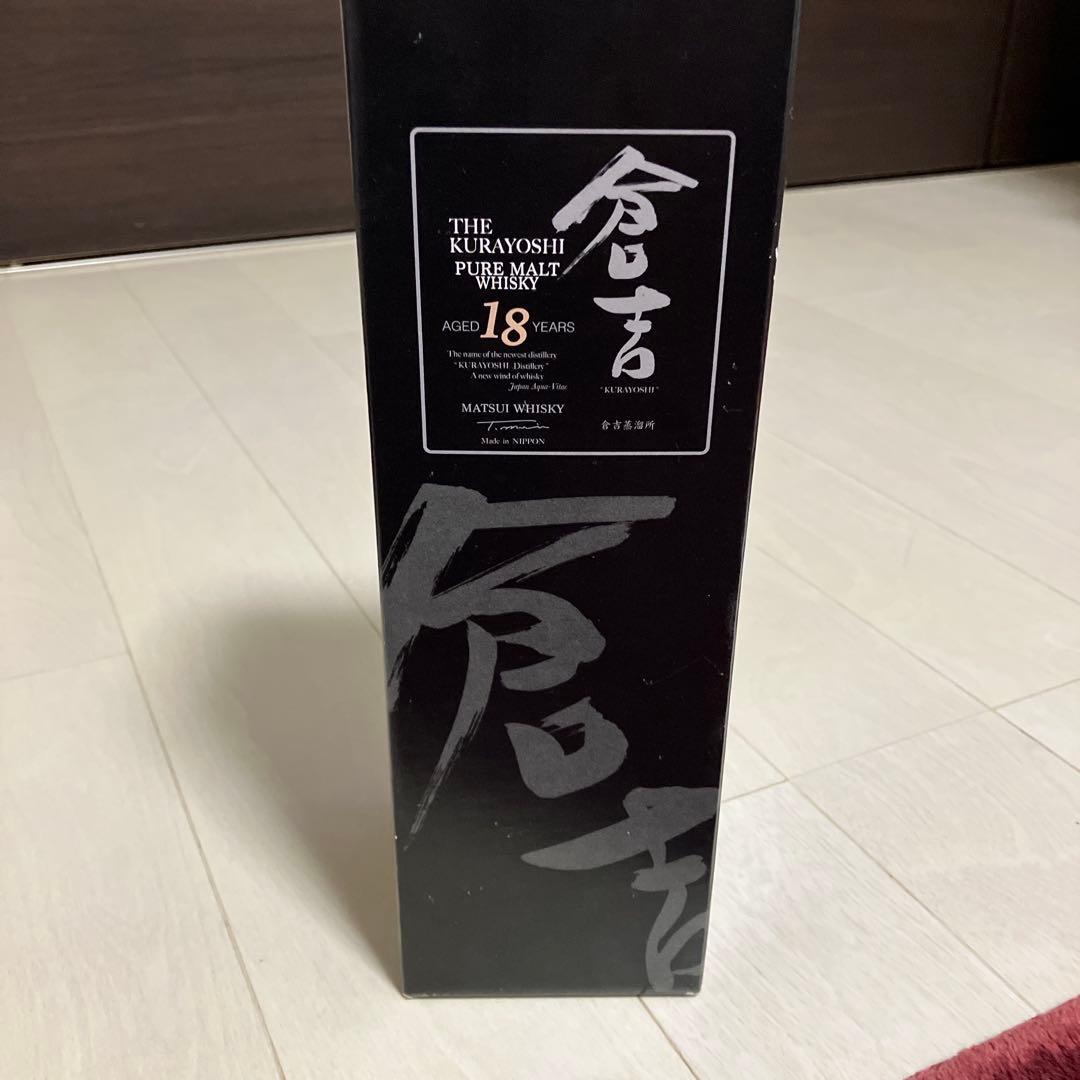 THE
KURAYOSHI
PURE MALT
WHISKY
AGED 18 YEARS
The name of the newest distillery
"KURAYOSHI Distillery"
A new wind of whisky
Japan Aqua-Vitae
MATSUI WHISKY
Made in NIPPON
倉吉
"KURAYOSHI"
倉吉蒸溜所
倉吉